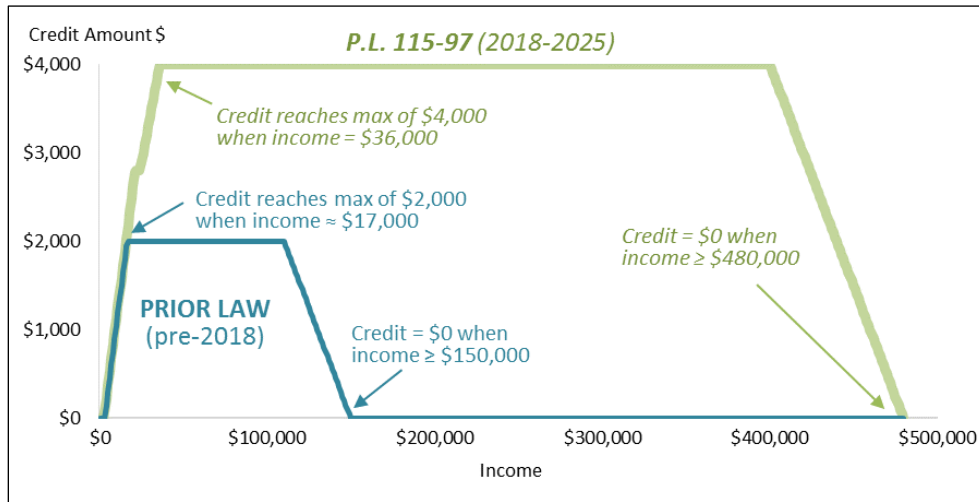 Credit Amount $
P.L. 115-97 (2018-2025)
$4,000
Credit reaches max of $4,000
when income = $36,000
$3,000
Credit reaches max of $2,000
when income ≈ $17,000
$2,000
Credit = $0 when
income ≥ $480,000
PRIOR LAW
(pre-2018)
$1,000
Credit = $0 when
income ≥ $150,000
$0
$0 $100,000 $200,000 $300,000 $400,000 $500,000
Income